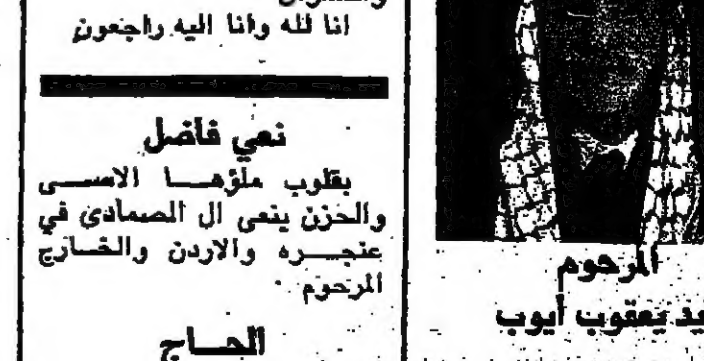 انا لله وانا اليه راجعون
نعي فاضل
بقلوب ملؤها الاسى
والحزن ينعى ال الصمادي في
عنجره والاردن والخارج
المرحوم
الحاج
المرحوم
يعقوب أيوب